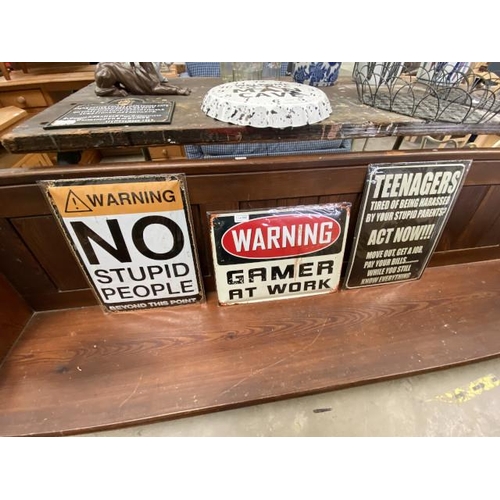 WARNING
NO
STUPID
PEOPLE
BEYOND THIS POINT
WARNING
GAMER
AT WORK
TEENAGERS
TIRED OF BEING HARASSED
BY YOUR STUPID PARENTS?
ACT NOW!!!
MOVE OUT, GET A JOB,
PAY YOUR BILLS......
WHILE YOU STILL
KNOW EVERYTHING!